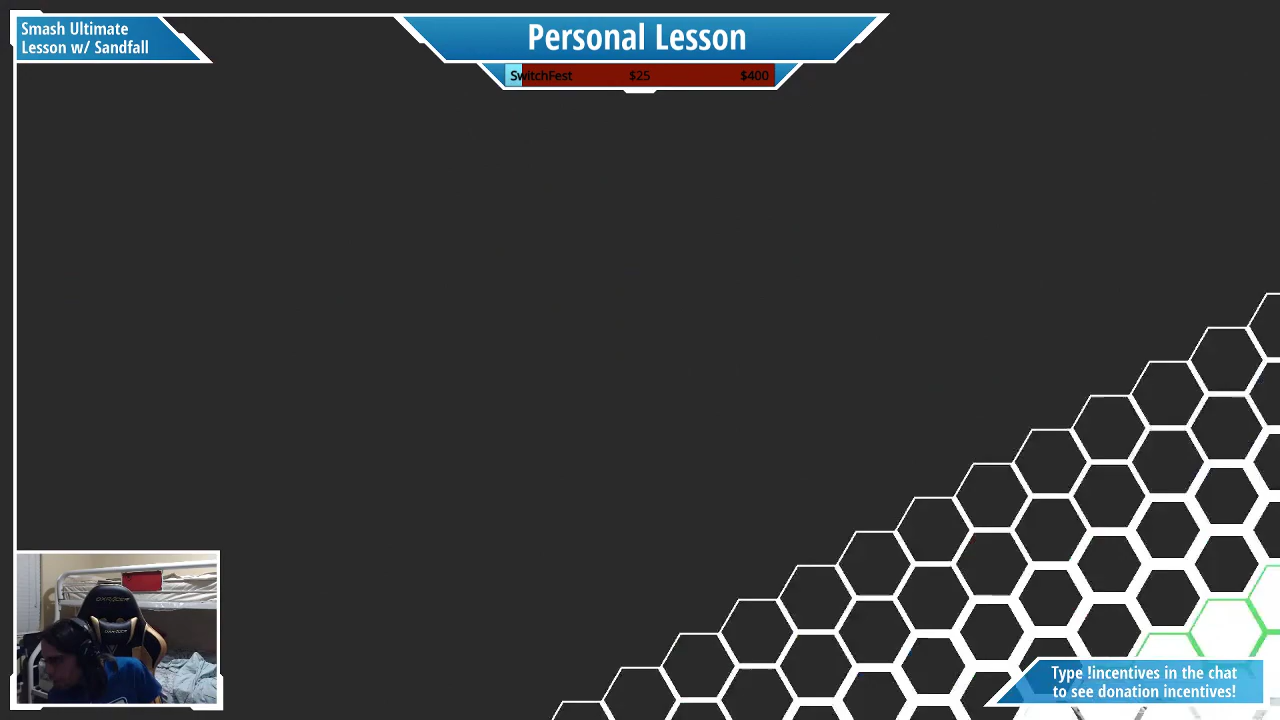 Smash Ultimate
Lesson w/ Sandfall
Personal Lesson
SwitchFest $25 $400
Type !incentives in the chat
to see donation incentives!